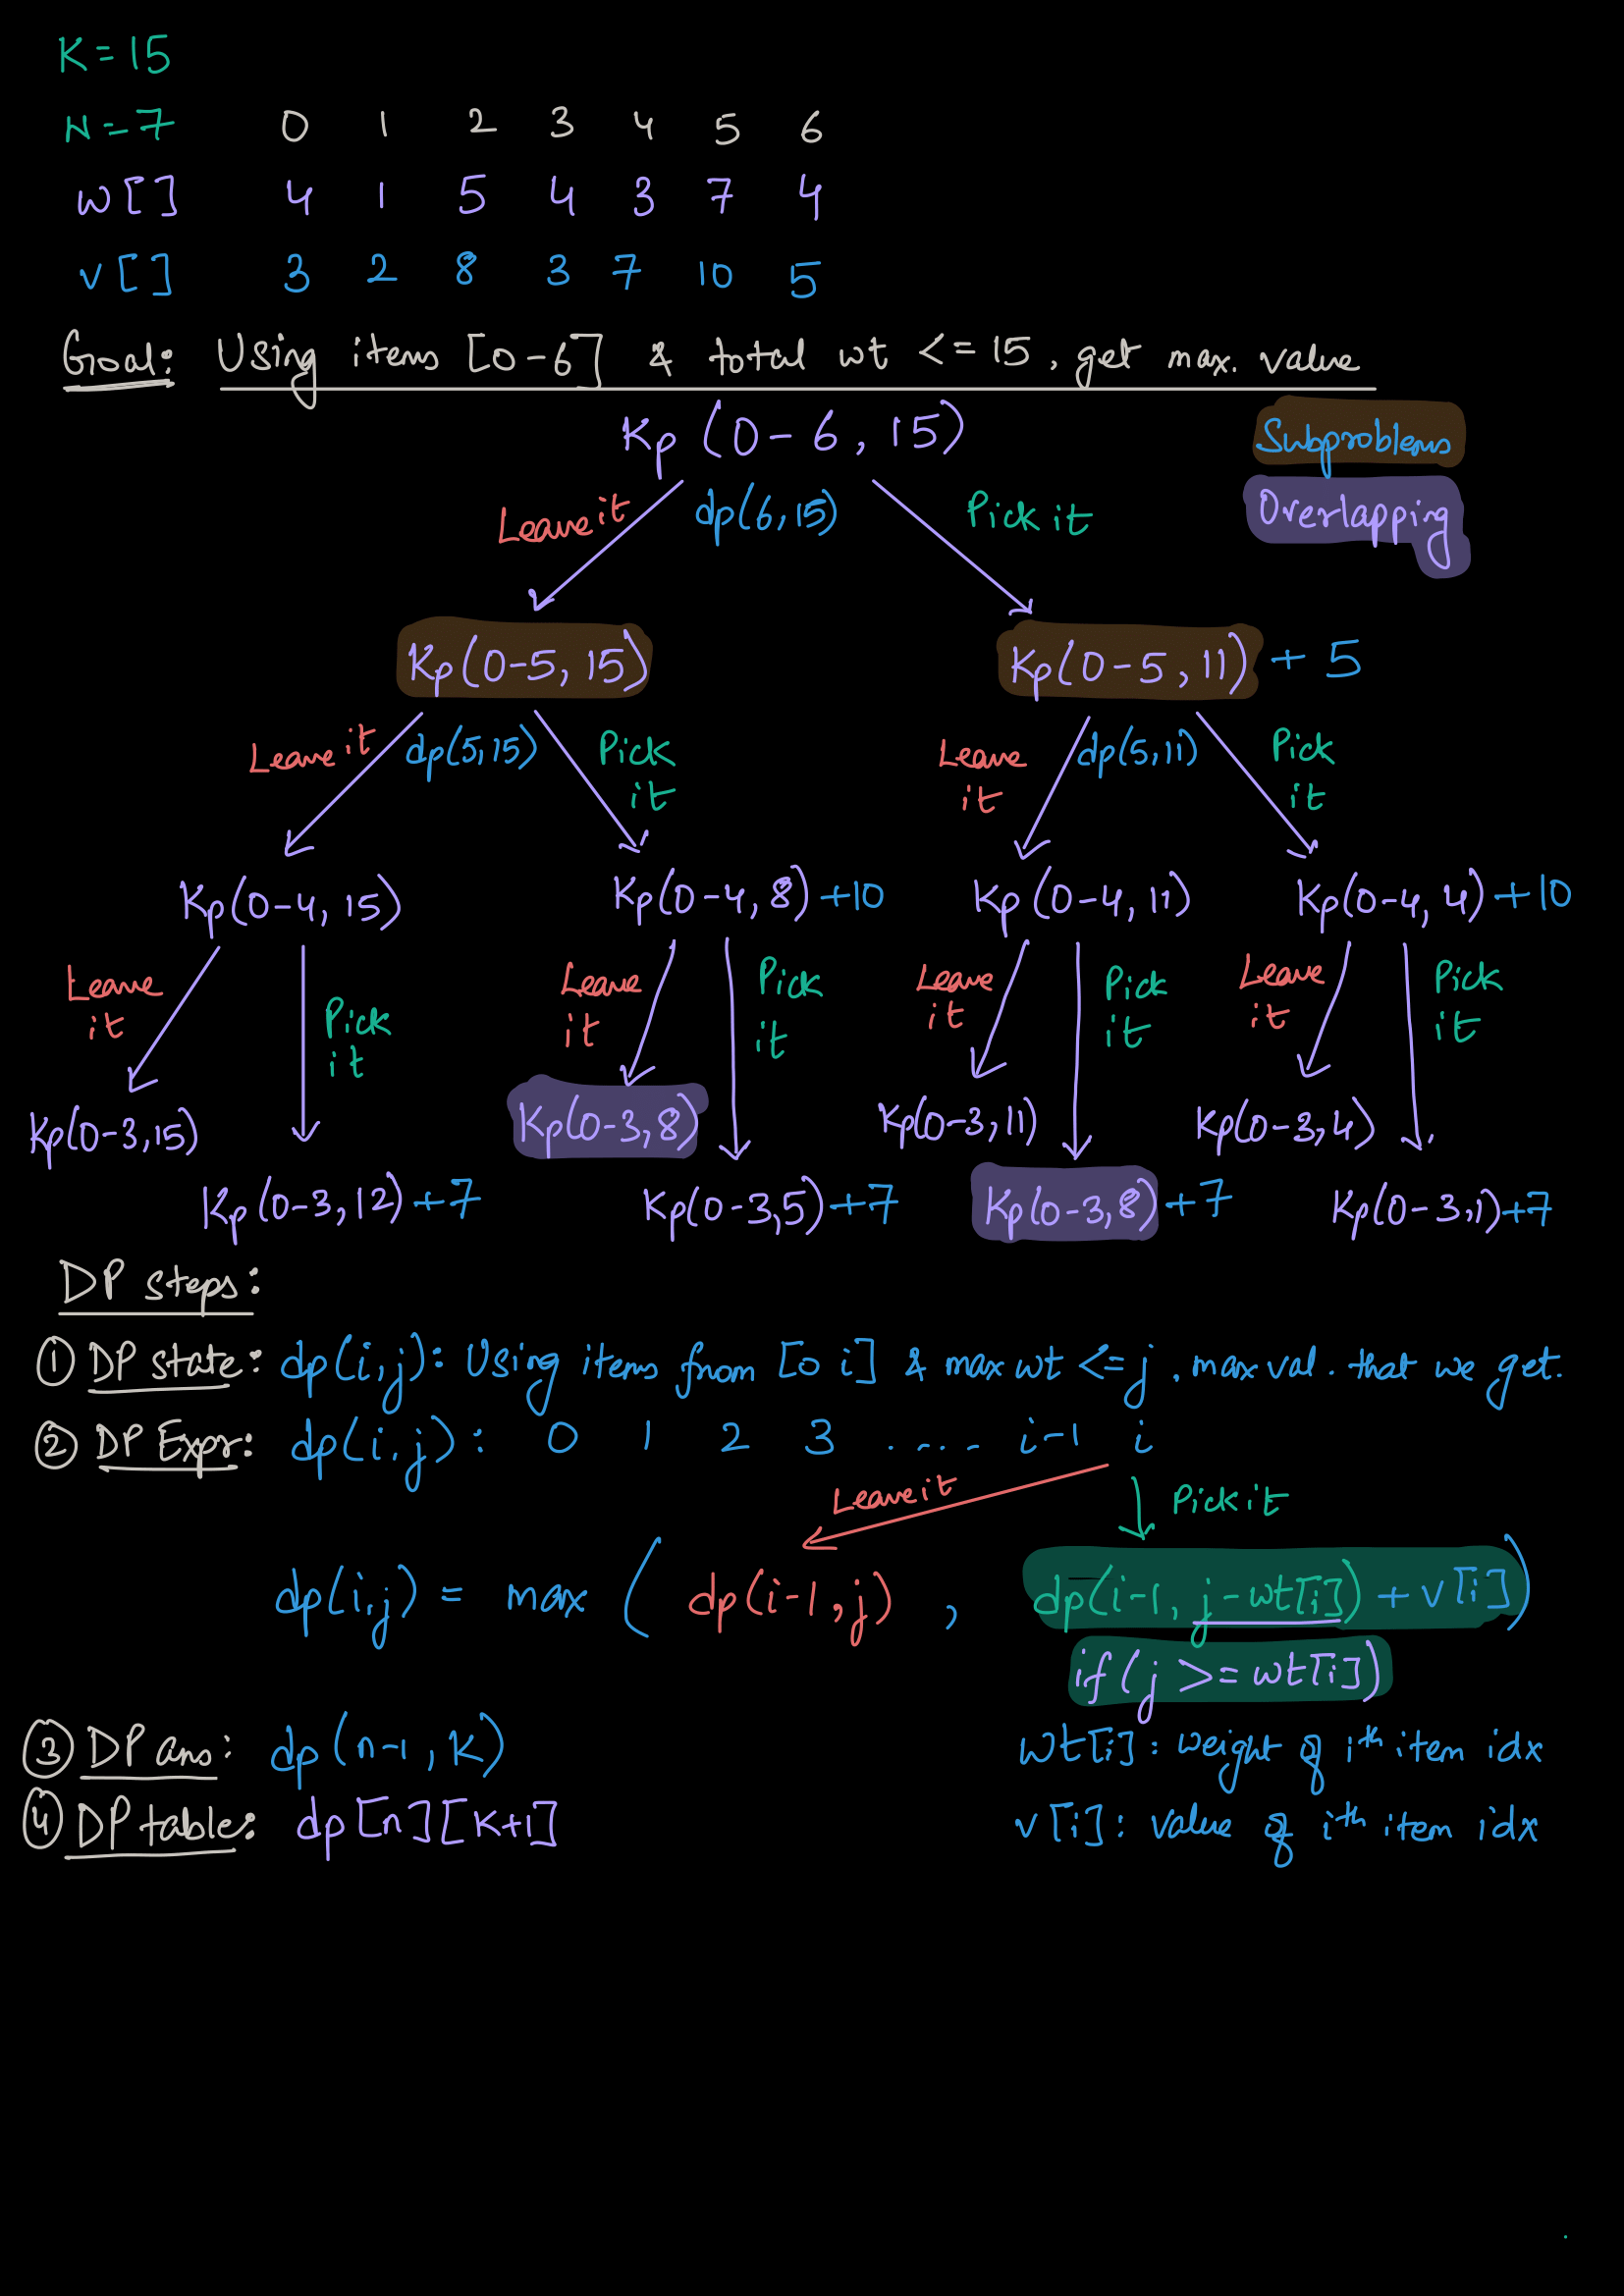 K = 15
N = 7 0 1 2 3 4 5 6
w[] 4 1 5 4 3 7 4
v[] 3 2 8 3 7 10 5
Goal: Using items [0-6] & total wt <= 15, get max. value
Kp(0-6, 15)
Subproblems
Leave it dp(6,15) Pick it
Overlapping
Kp(0-5, 15) Kp(0-5, 11) + 5
Leave it dp(5,15) Pick it Leave it dp(5,11) Pick it
Kp(0-4, 15) Kp(0-4, 8) +10 Kp(0-4, 11) Kp(0-4, 4) +10
Leave it Pick it Leave it Pick it Leave it Pick it Leave it Pick it
Kp(0-3,15) Kp(0-3,8) Kp(0-3,11) Kp(0-3,4)
Kp(0-3,12)+7 Kp(0-3,5)+7 Kp(0-3,8)+7 Kp(0-3,1)+7
DP steps:
① DP state: dp(i,j): Using items from [0 i] & max wt <= j, max val. that we get.
② DP Expr: dp(i,j): 0 1 2 3 ..... i-1 i
Leave it Pick it
dp(i,j) = max ( dp(i-1,j) , dp(i-1, j-wt[i]) + v[i] )
if (j >= wt[i])
③ DP ans: dp(n-1, K) wt[i]: weight of ith item idx
④ DP table: dp[n][K+1] v[i]: value of ith item idx